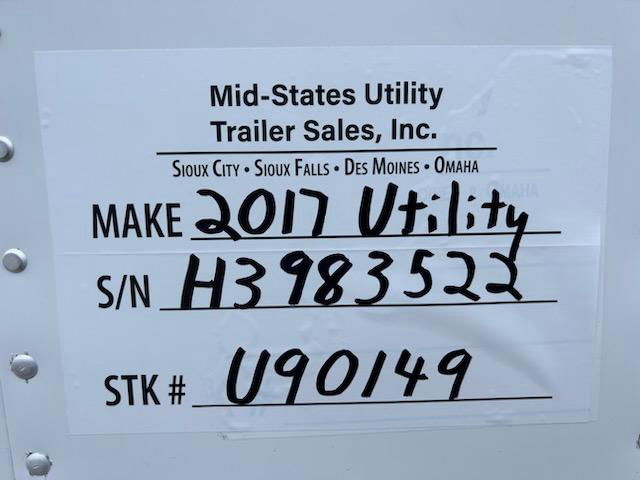 Mid-States Utility
Trailer Sales, Inc.
SIOUX CITY • SIOUX FALLS • DES MOINES • OMAHA
MAKE 2017 Utility
S/N H3983522
STK # U90149